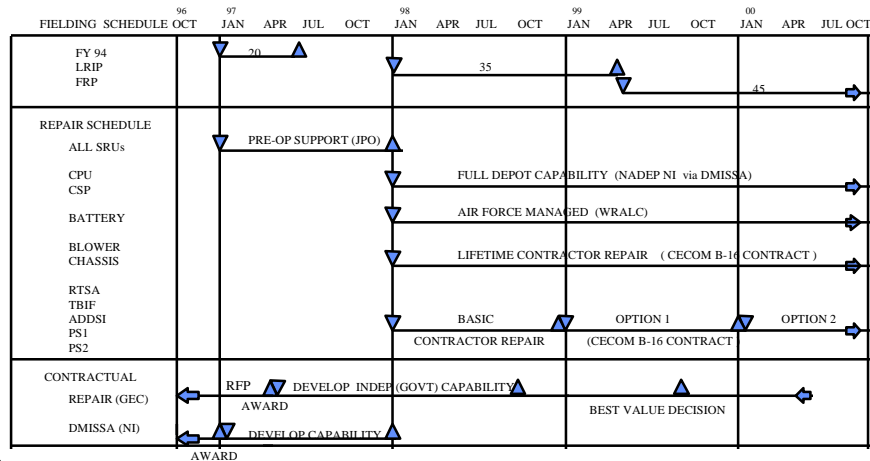 96 97 98 99 00
FIELDING SCHEDULE OCT JAN APR JUL OCT JAN APR JUL OCT JAN APR JUL OCT JAN APR JUL OCT
FY 94 20
LRIP 35
FRP 45
REPAIR SCHEDULE
ALL SRUs PRE-OP SUPPORT (JPO)
CPU FULL DEPOT CAPABILITY (NADEP NI via DMISSA)
CSP
BATTERY AIR FORCE MANAGED (WRALC)
BLOWER
CHASSIS LIFETIME CONTRACTOR REPAIR ( CECOM B-16 CONTRACT )
RTSA
TBIF
ADDSI BASIC OPTION 1 OPTION 2
PS1
CONTRACTOR REPAIR (CECOM B-16 CONTRACT )
PS2
CONTRACTUAL
RFP DEVELOP INDEP (GOVT) CAPABILITY
REPAIR (GEC)
AWARD BEST VALUE DECISION
DMISSA (NI) DEVELOP CAPABILITY
AWARD